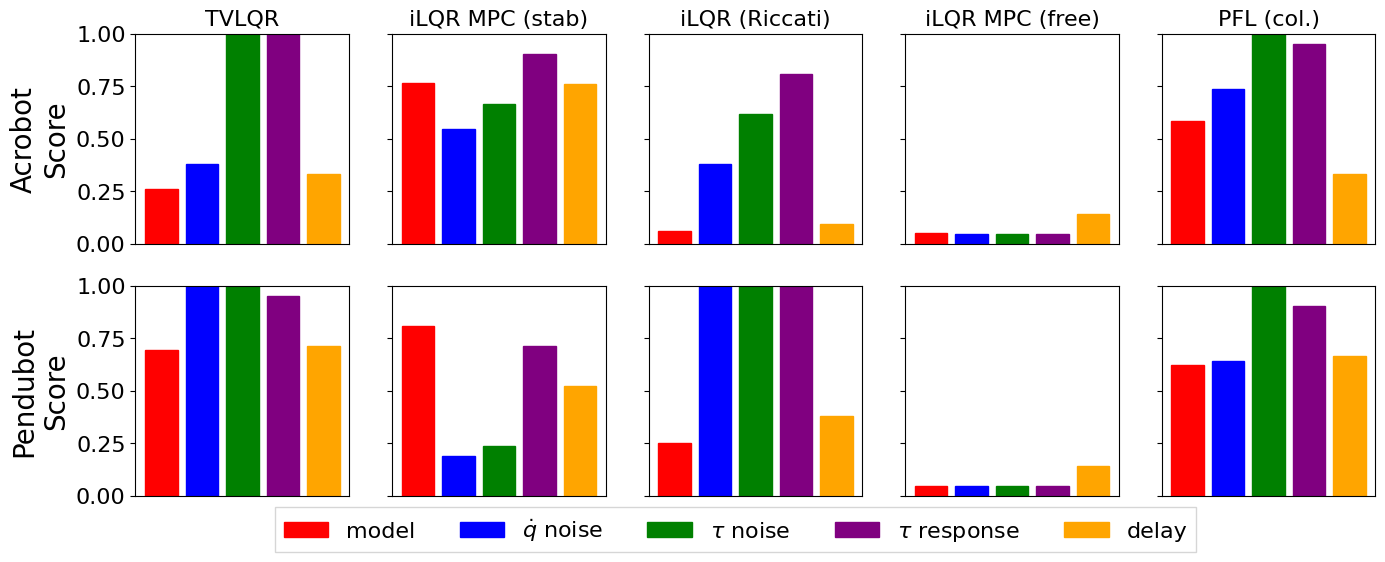 TVLQR
iLQR MPC (stab)
iLQR (Riccati)
iLQR MPC (free)
PFL (col.)
Acrobot
Score
1.00
0.75
0.50
0.25
0.00
Pendubot
Score
1.00
0.75
0.50
0.25
0.00
model
q̇ noise
τ noise
τ response
delay